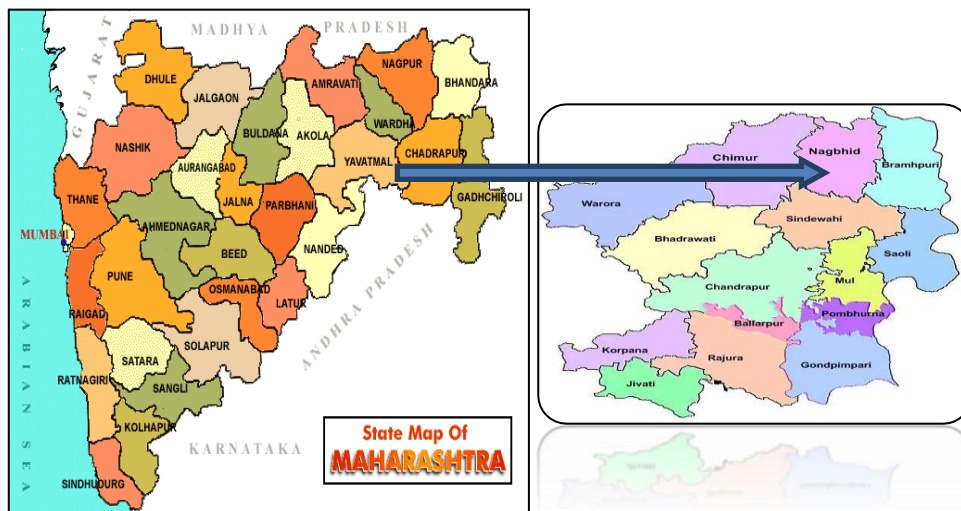 MADHYA PRADESH
GUJARAT
DHULE
JALGAON
NASHIK
BULDANA
AKOLA
AMRAVATI
NAGPUR
BHANDARA
WARDHA
YAVATMAL
CHADRAPUR
GADHCHIROLI
AURANGABAD
JALNA
PARBHANI
THANE
MUMBAI
AHMEDNAGAR
BEED
NANDED
PUNE
OSMANABAD
LATUR
RAIGAD
SOLAPUR
SATARA
RATNAGIRI
SANGLI
KOLHAPUR
SINDHUDURG
ARABIAN SEA
ANDHRA PRADESH
KARNATAKA
State Map Of
MAHARASHTRA
Chimur
Nagbhid
Bramhpuri
Warora
Sindewahi
Bhadrawati
Saoli
Chandrapur
Mul
Pombhurna
Ballarpur
Korpana
Rajura
Gondpimpari
Jivati